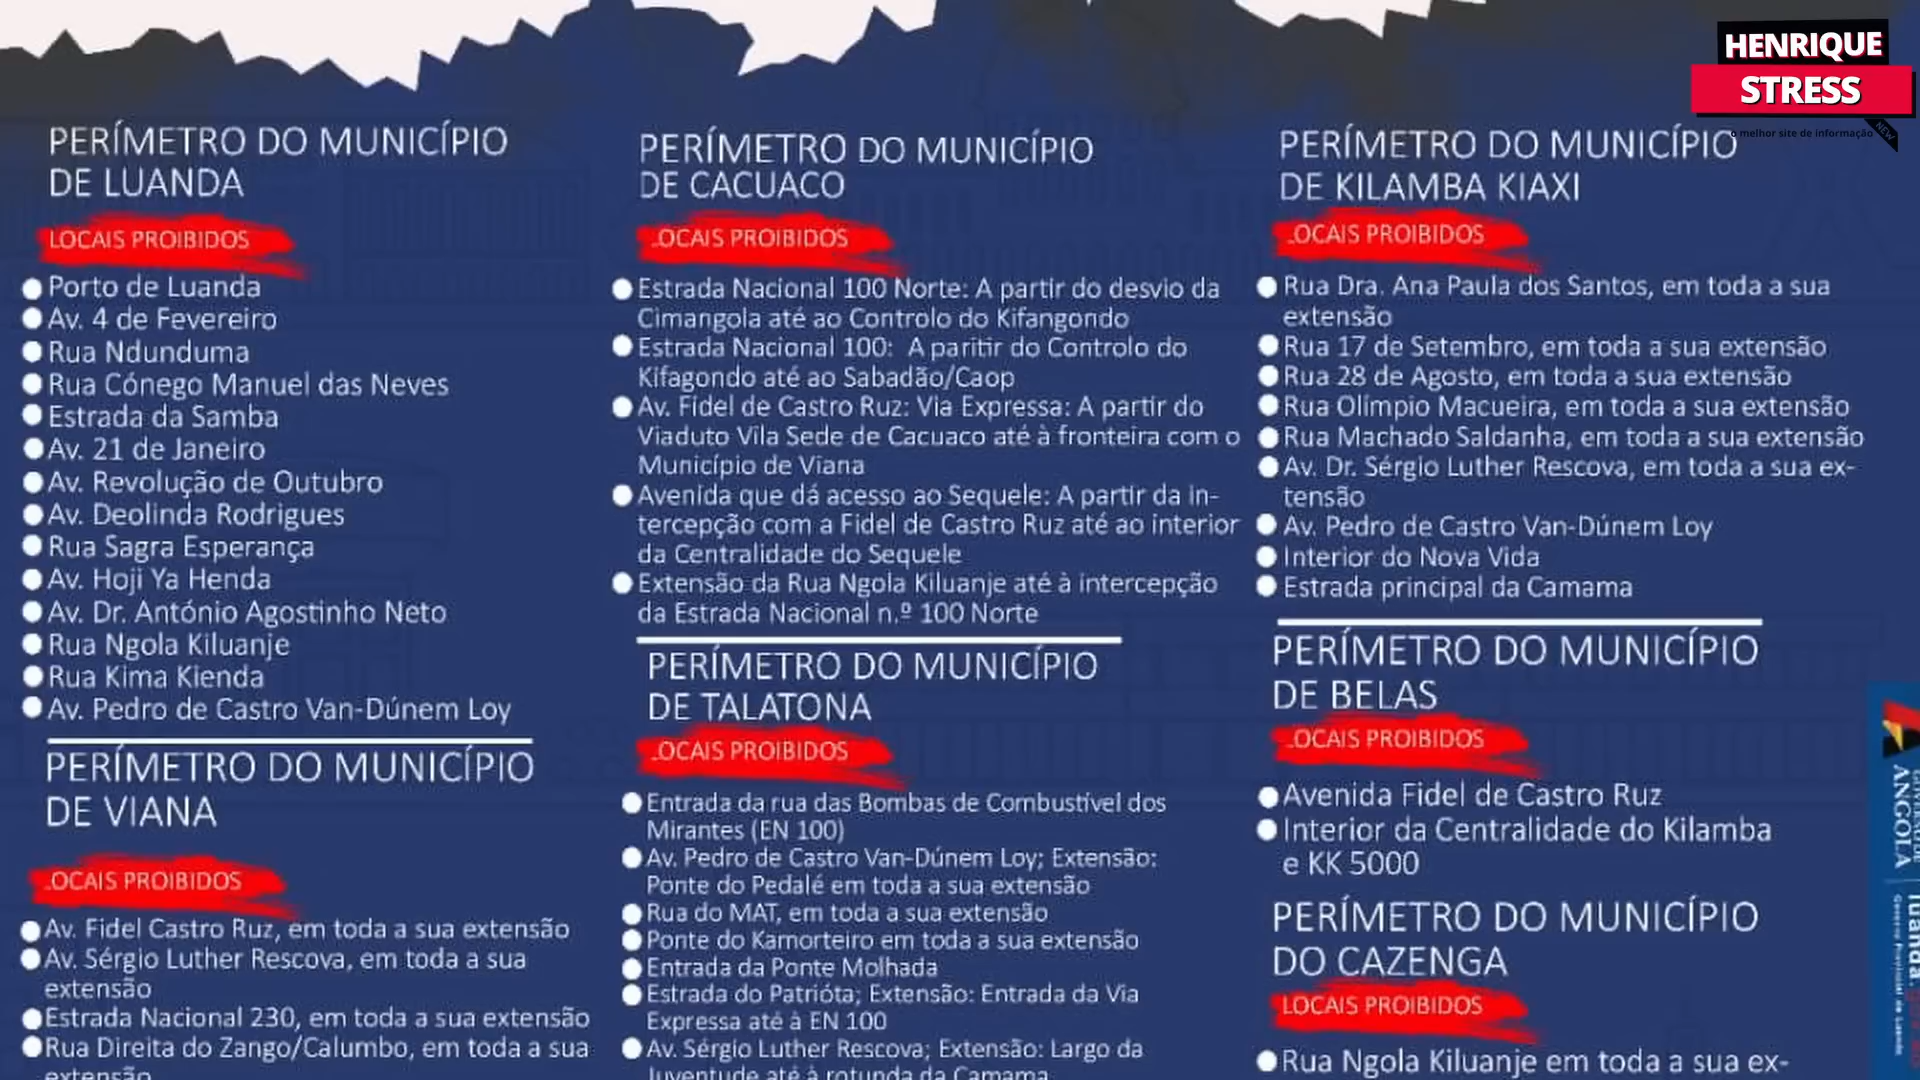 HENRIQUE
STRESS
o melhor site de informação
NEW
PERÍMETRO DO MUNICÍPIO
DE LUANDA
LOCAIS PROIBIDOS
Porto de Luanda
Av. 4 de Fevereiro
Rua Ndunduma
Rua Cónego Manuel das Neves
Estrada da Samba
Av. 21 de Janeiro
Av. Revolução de Outubro
Av. Deolinda Rodrigues
Rua Sagra Esperança
Av. Hoji Ya Henda
Av. Dr. António Agostinho Neto
Rua Ngola Kiluanje
Rua Kima Kienda
Av. Pedro de Castro Van-Dúnem Loy
PERÍMETRO DO MUNICÍPIO
DE VIANA
LOCAIS PROIBIDOS
Av. Fidel Castro Ruz, em toda a sua extensão
Av. Sérgio Luther Rescova, em toda a sua
extensão
Estrada Nacional 230, em toda a sua extensão
Rua Direita do Zango/Calumbo, em toda a sua
extensão
PERÍMETRO DO MUNICÍPIO
DE CACUACO
LOCAIS PROIBIDOS
Estrada Nacional 100 Norte: A partir do desvio da
Cimangola até ao Controlo do Kifangondo
Estrada Nacional 100: A paritir do Controlo do
Kifagondo até ao Sabadão/Caop
Av. Fidel de Castro Ruz: Via Expressa: A partir do
Viaduto Vila Sede de Cacuaco até à fronteira com o
Município de Viana
Avenida que dá acesso ao Sequele: A partir da in-
tercepção com a Fidel de Castro Ruz até ao interior
da Centralidade do Sequele
Extensão da Rua Ngola Kiluanje até à intercepção
da Estrada Nacional n.º 100 Norte
PERÍMETRO DO MUNICÍPIO
DE TALATONA
LOCAIS PROIBIDOS
Entrada da rua das Bombas de Combustível dos
Mirantes (EN 100)
Av. Pedro de Castro Van-Dúnem Loy; Extensão:
Ponte do Pedalé em toda a sua extensão
Rua do MAT, em toda a sua extensão
Ponte do Kamorteiro em toda a sua extensão
Entrada da Ponte Molhada
Estrada do Patrióta; Extensão: Entrada da Via
Expressa até à EN 100
Av. Sérgio Luther Rescova; Extensão: Largo da
Juventude até à rotunda da Camama
PERÍMETRO DO MUNICÍPIO
DE KILAMBA KIAXI
LOCAIS PROIBIDOS
Rua Dra. Ana Paula dos Santos, em toda a sua
extensão
Rua 17 de Setembro, em toda a sua extensão
Rua 28 de Agosto, em toda a sua extensão
Rua Olímpio Macueira, em toda a sua extensão
Rua Machado Saldanha, em toda a sua extensão
Av. Dr. Sérgio Luther Rescova, em toda a sua ex-
tensão
Av. Pedro de Castro Van-Dúnem Loy
Interior do Nova Vida
Estrada principal da Camama
PERÍMETRO DO MUNICÍPIO
DE BELAS
LOCAIS PROIBIDOS
Avenida Fidel de Castro Ruz
Interior da Centralidade do Kilamba
e KK 5000
PERÍMETRO DO MUNICÍPIO
DO CAZENGA
LOCAIS PROIBIDOS
Rua Ngola Kiluanje em toda a sua ex-
GOVERNO DE
ANGOLA
luanda.
Governo Provincial de Luanda